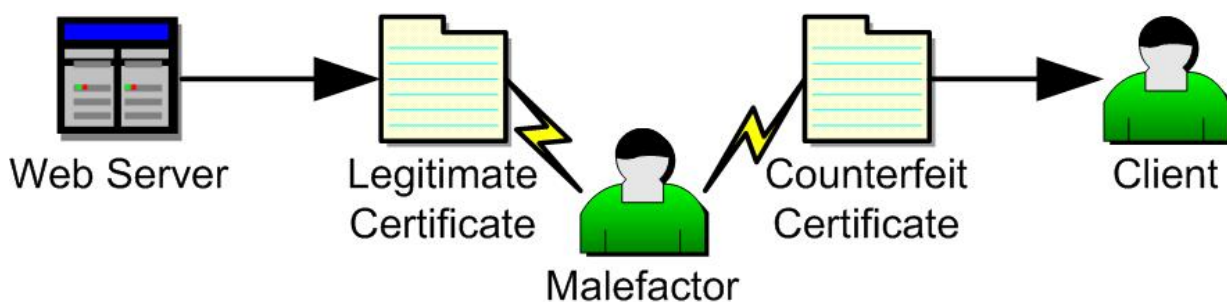 Web Server
Legitimate
Certificate
Malefactor
Counterfeit
Certificate
Client